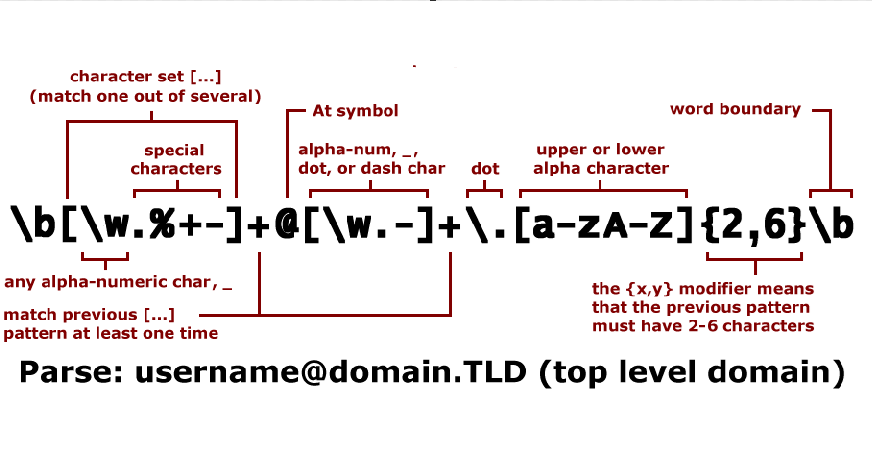 character set [...]
(match one out of several)
At symbol
word boundary
special
characters
alpha-num, _,
dot, or dash char
dot
upper or lower
alpha character
\b[\w.%+-]+@[\w.-]+\.[a-zA-Z]{2,6}\b
any alpha-numeric char, _
match previous [...]
pattern at least one time
the {x,y} modifier means
that the previous pattern
must have 2-6 characters
Parse: username@domain.TLD (top level domain)